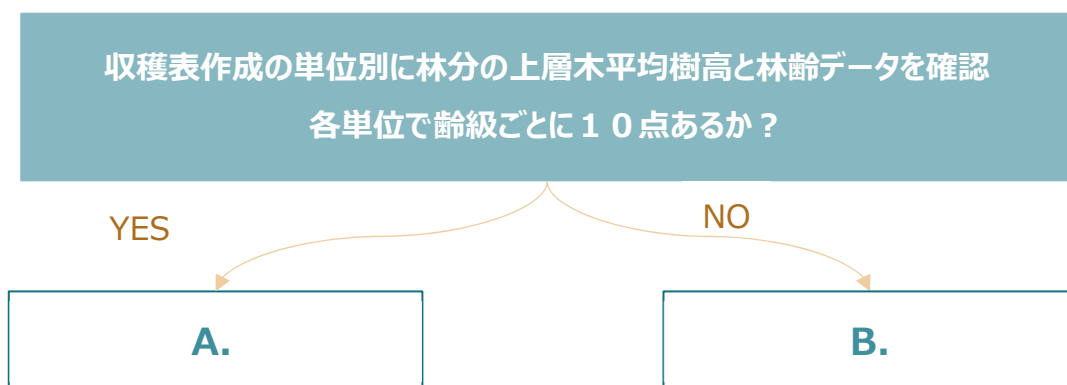 収穫表作成の単位別に林分の上層木平均樹高と林齢データを確認
各単位で齢級ごとに１０点あるか？
YES
NO
A.
B.